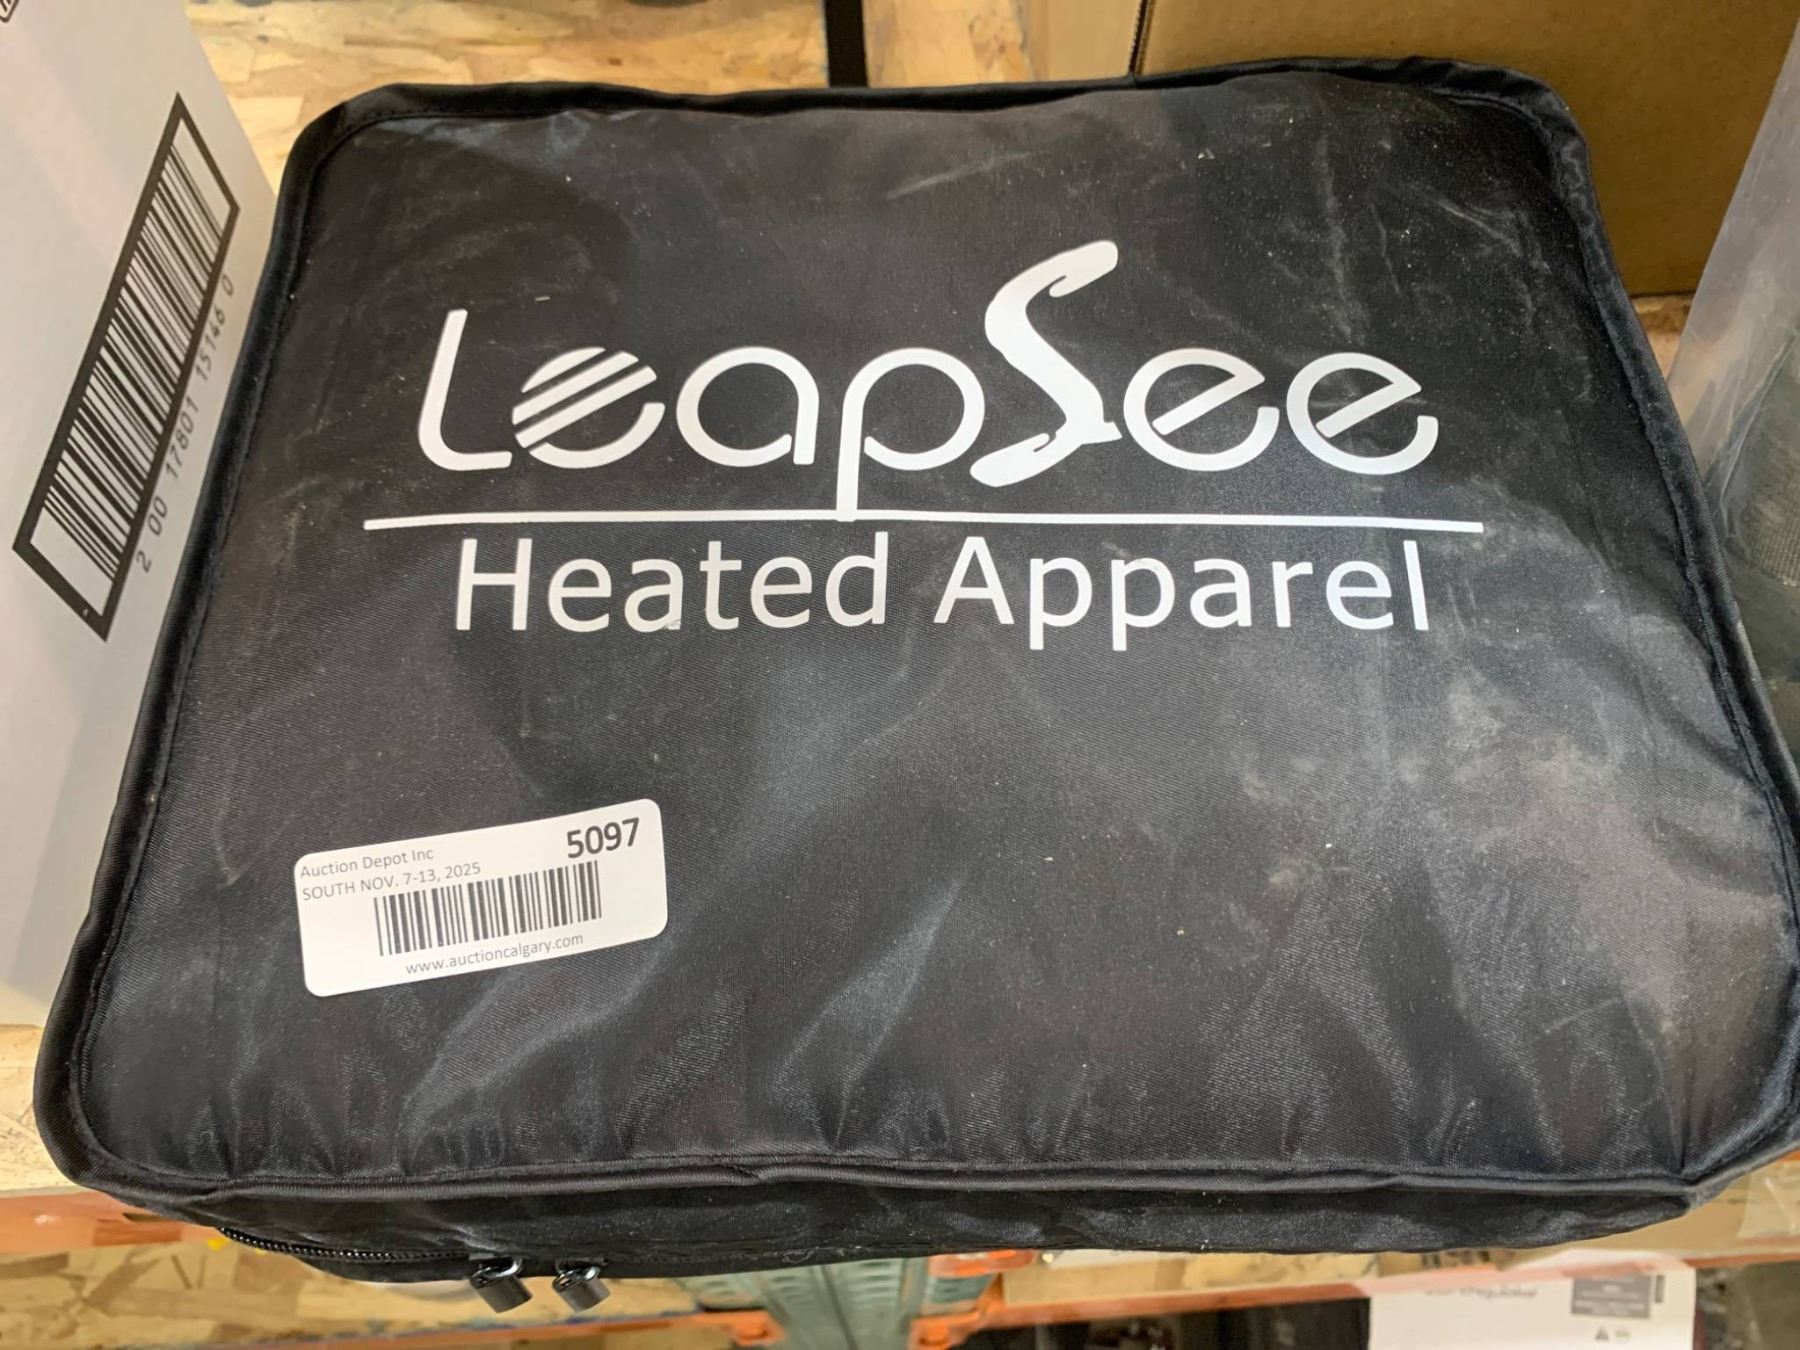 LeapSee
Heated Apparel
Auction Depot Inc
5097
SOUTH NOV. 7-13, 2025
www.auctioncalgary.com
2 00 17801 15146 0